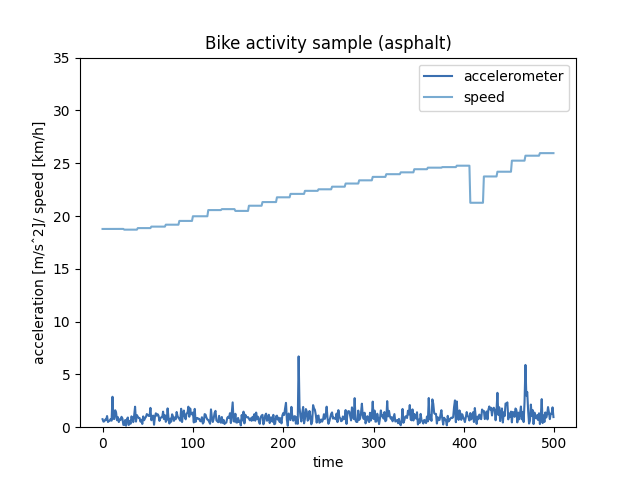 Bike activity sample (asphalt)
accelerometer
speed
35
30
25
20
15
10
5
0
acceleration [m/sˆ2]/ speed [km/h]
0 100 200 300 400 500
time